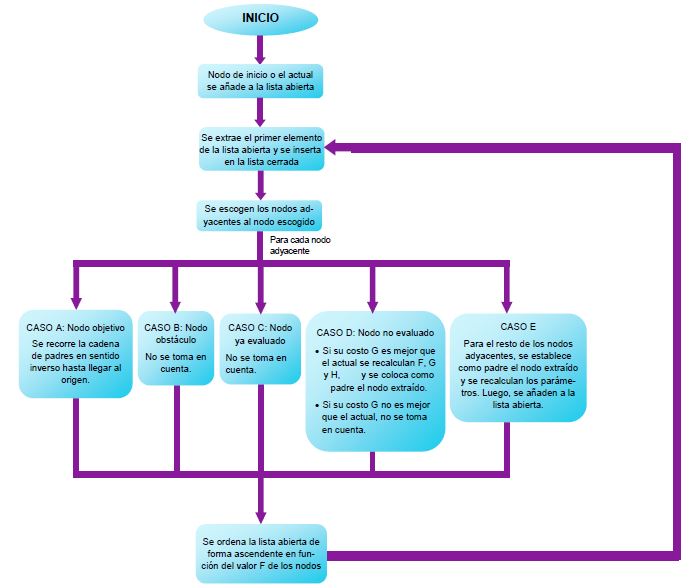 INICIO
Nodo de inicio o el actual
se añade a la lista abierta
Se extrae el primer elemento
de la lista abierta y se inserta
en la lista cerrada
Se escogen los nodos ad-
yacentes al nodo escogido
Para cada nodo
adyacente
CASO A: Nodo objetivo
Se recorre la cadena
de padres en sentido
inverso hasta llegar al
origen.
CASO B: Nodo
obstáculo
No se toma en
cuenta.
CASO C: Nodo
ya evaluado
No se toma en
cuenta.
CASO D: Nodo no evaluado
• Si su costo G es mejor que
el actual se recalculan F, G
y H, y se coloca como
padre el nodo extraído.
• Si su costo G no es mejor
que el actual, no se toma
en cuenta.
CASO E
Para el resto de los nodos
adyacentes, se establece
como padre el nodo extraído
y se recalculan los paráme-
tros. Luego, se añaden a la
lista abierta.
Se ordena la lista abierta de
forma ascendente en fun-
ción del valor F de los nodos